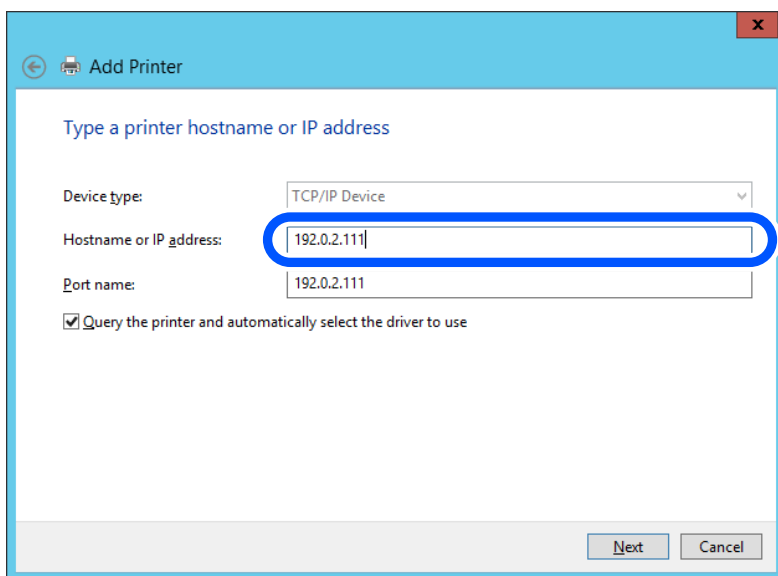 x
Add Printer
Type a printer hostname or IP address
Device type: TCP/IP Device
Hostname or IP address: 192.0.2.111
Port name: 192.0.2.111
Query the printer and automatically select the driver to use
Next Cancel